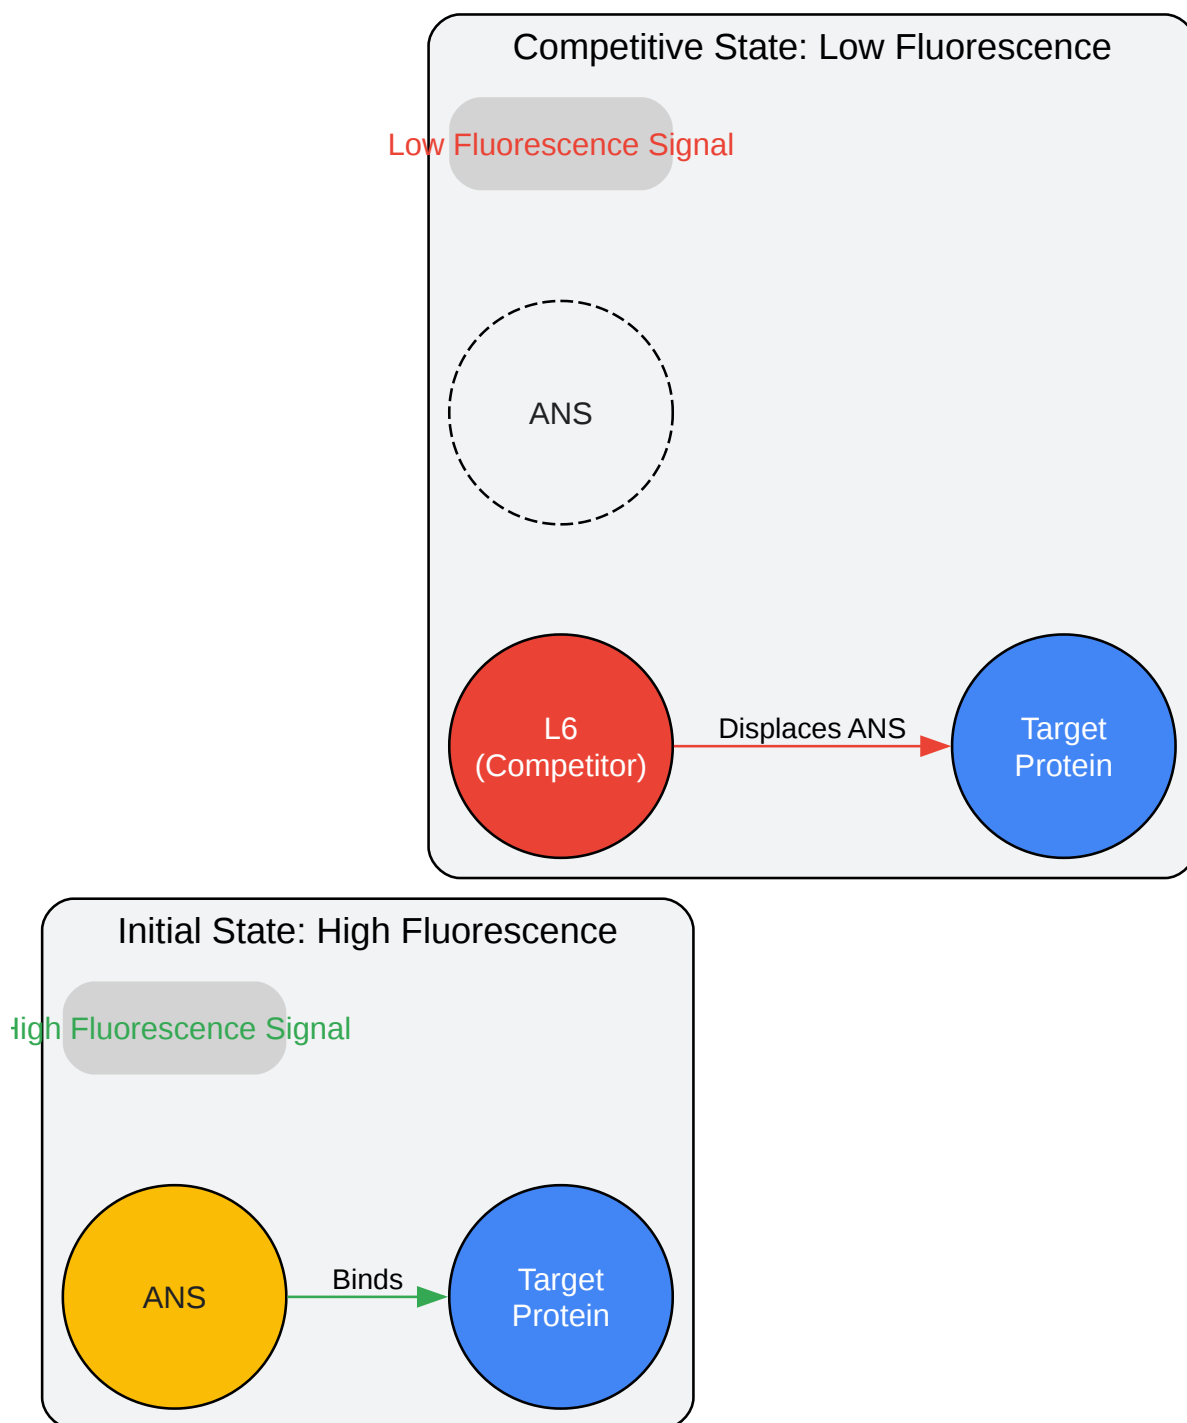 Competitive State: Low Fluorescence
Low Fluorescence Signal
ANS
L6
(Competitor)
Displaces ANS
Target
Protein
Initial State: High Fluorescence
High Fluorescence Signal
ANS
Binds
Target
Protein